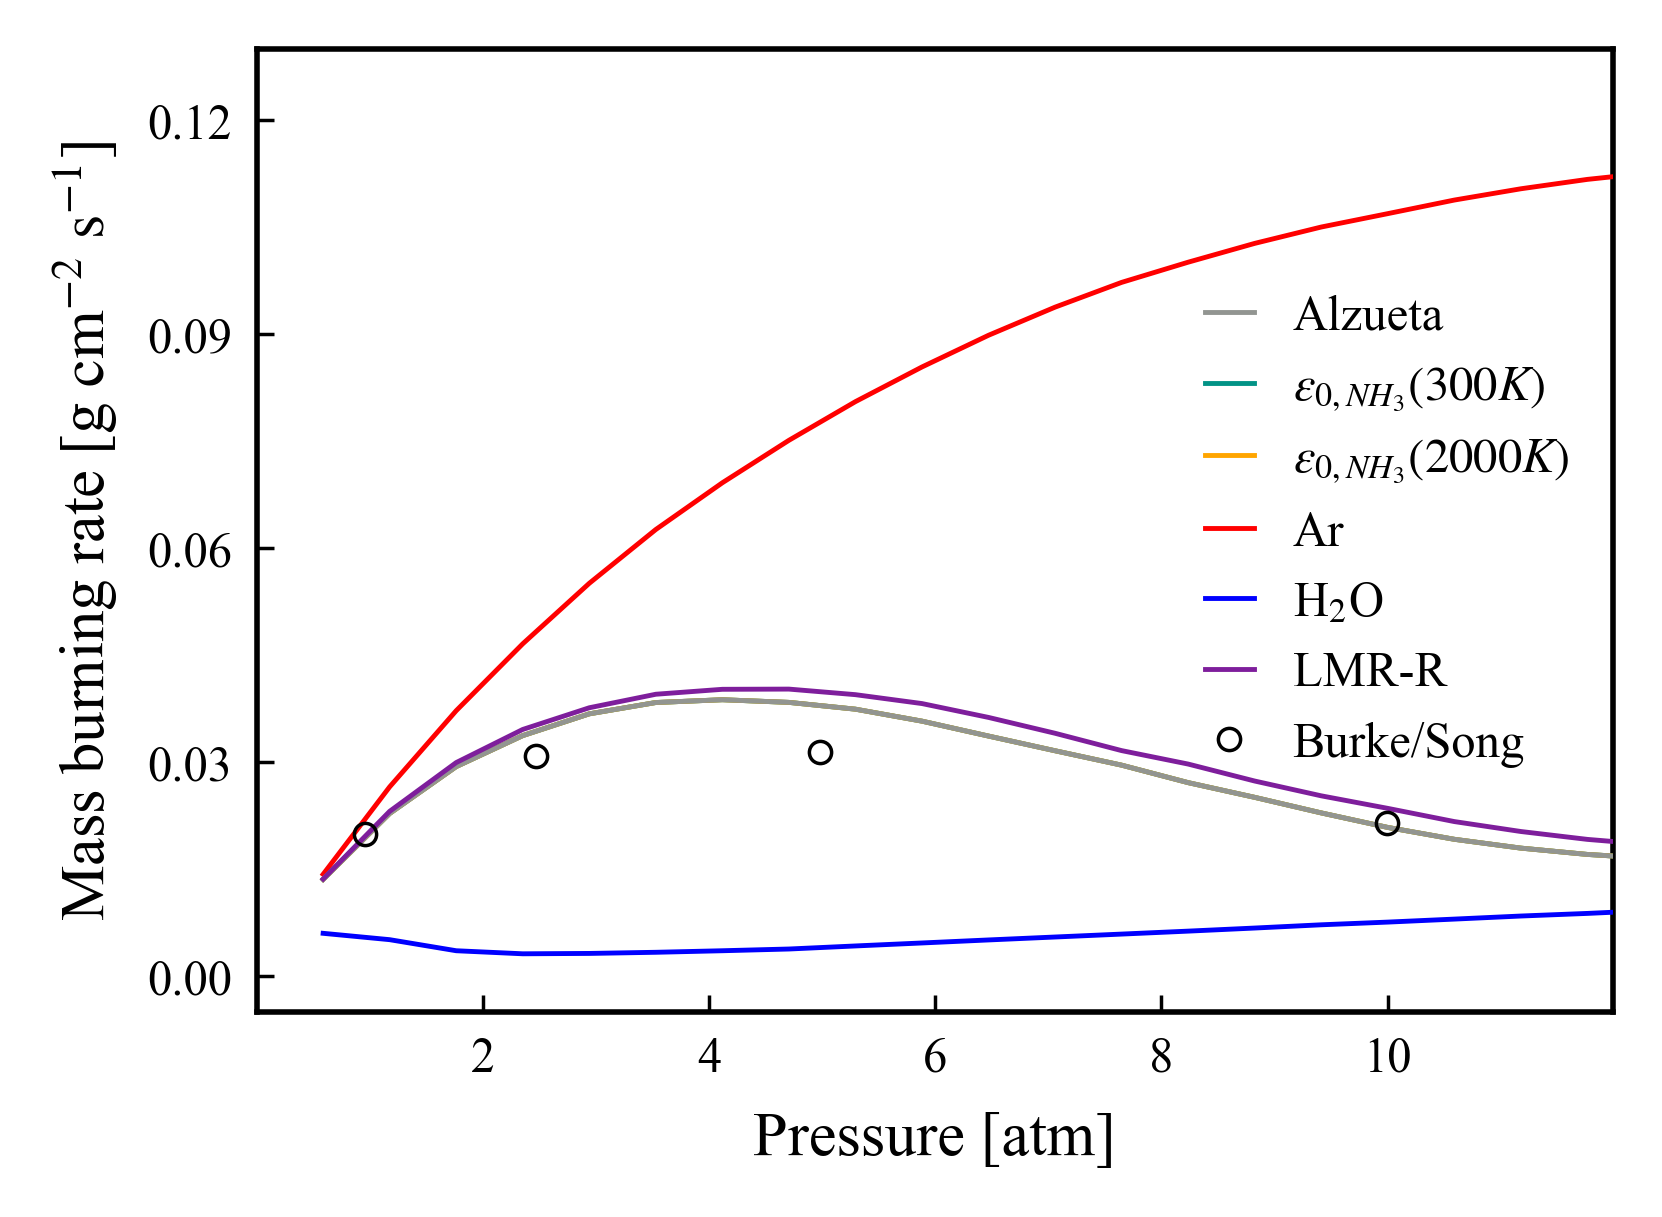 Mass burning rate [g cm⁻² s⁻¹]
0.12
0.09
0.06
0.03
0.00
Alzueta
ε₀,NH₃(300K)
ε₀,NH₃(2000K)
Ar
H₂O
LMR-R
Burke/Song
2 4 6 8 10
Pressure [atm]